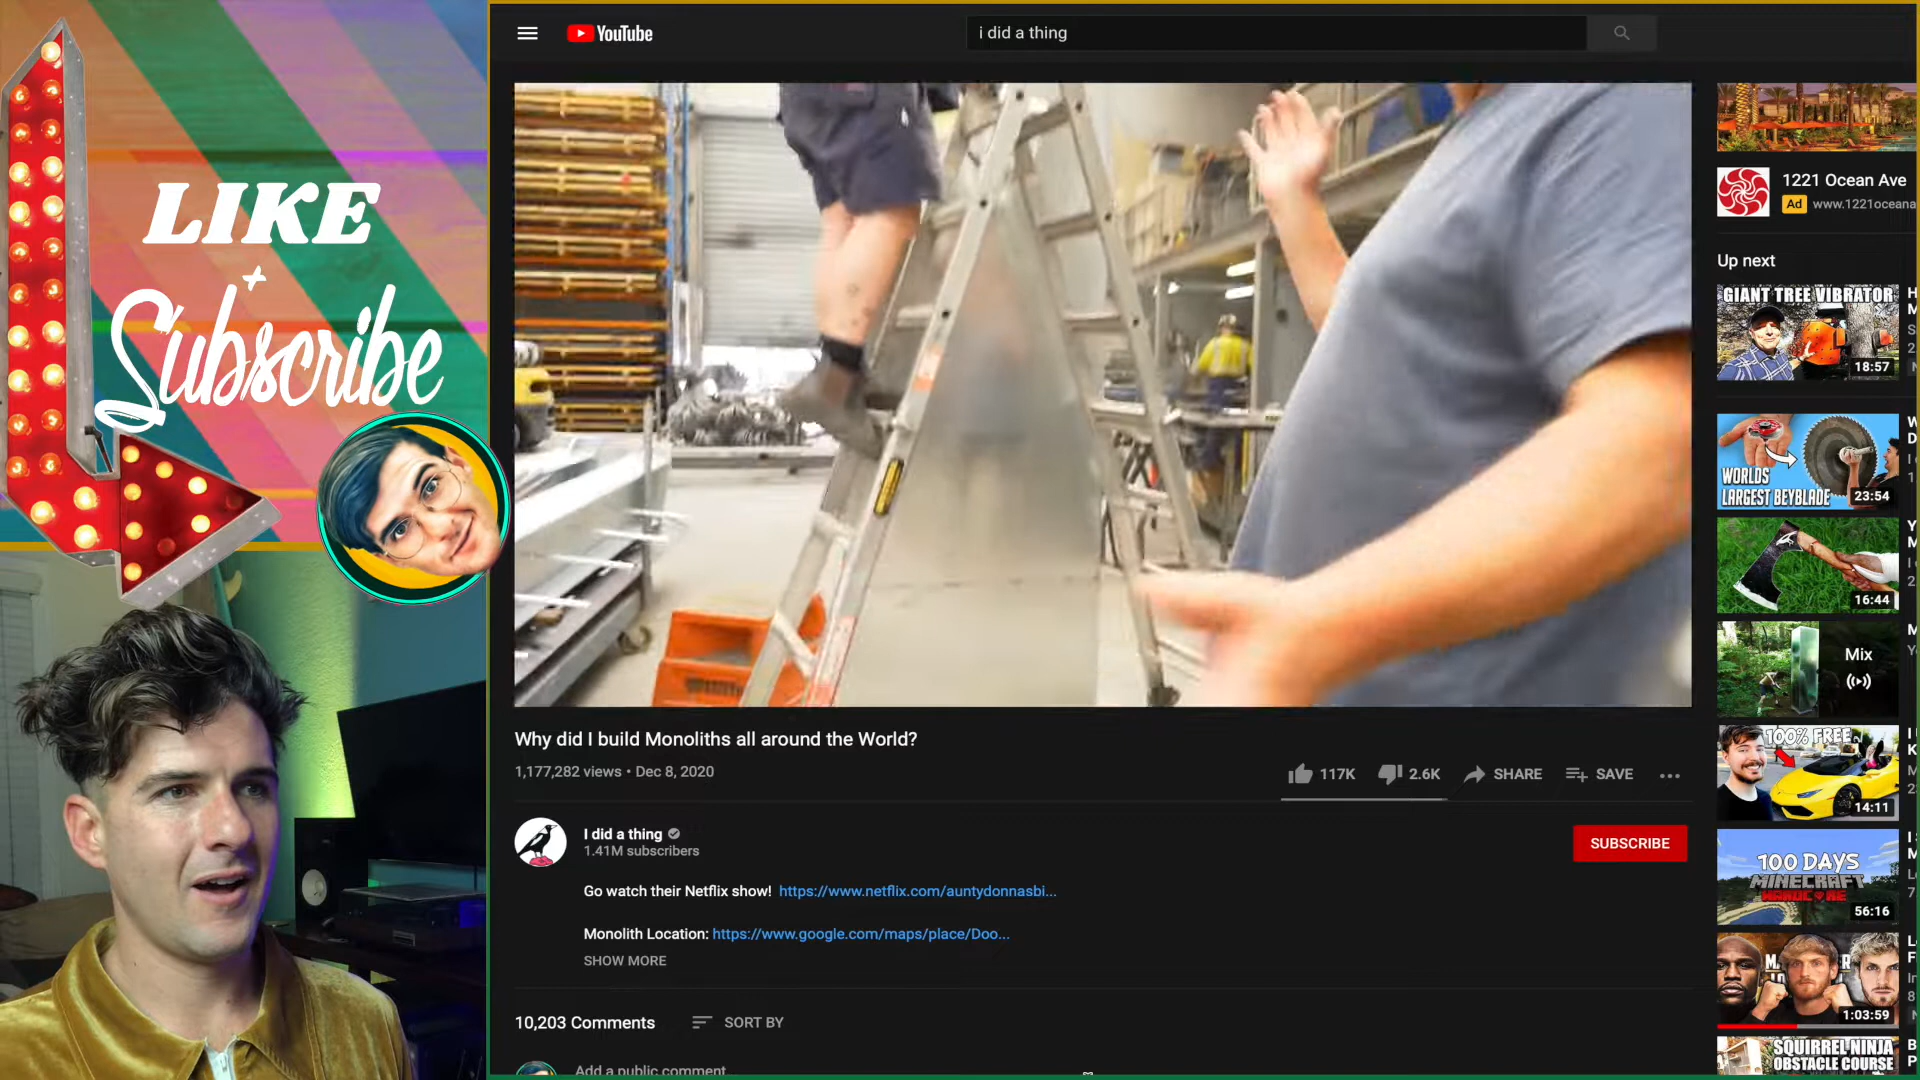 LIKE
+
Subscribe
YouTube
i did a thing
Why did I build Monoliths all around the World?
1,177,282 views • Dec 8, 2020
117K
2.6K
SHARE
SAVE
I did a thing
1.41M subscribers
SUBSCRIBE
Go watch their Netflix show! https://www.netflix.com/auntydonnasbi...
Monolith Location: https://www.google.com/maps/place/Doo...
SHOW MORE
10,203 Comments
SORT BY
Add a public comment
1221 Ocean Ave
Ad www.1221oceana
Up next
GIANT TREE VIBRATOR
18:57
WORLDS
LARGEST BEYBLADE
23:54
16:44
Mix
100% FREE
14:11
100 DAYS
MINECRAFT
HARDCORE
56:16
1:03:59
SQUIRREL NINJA
OBSTACLE COURSE